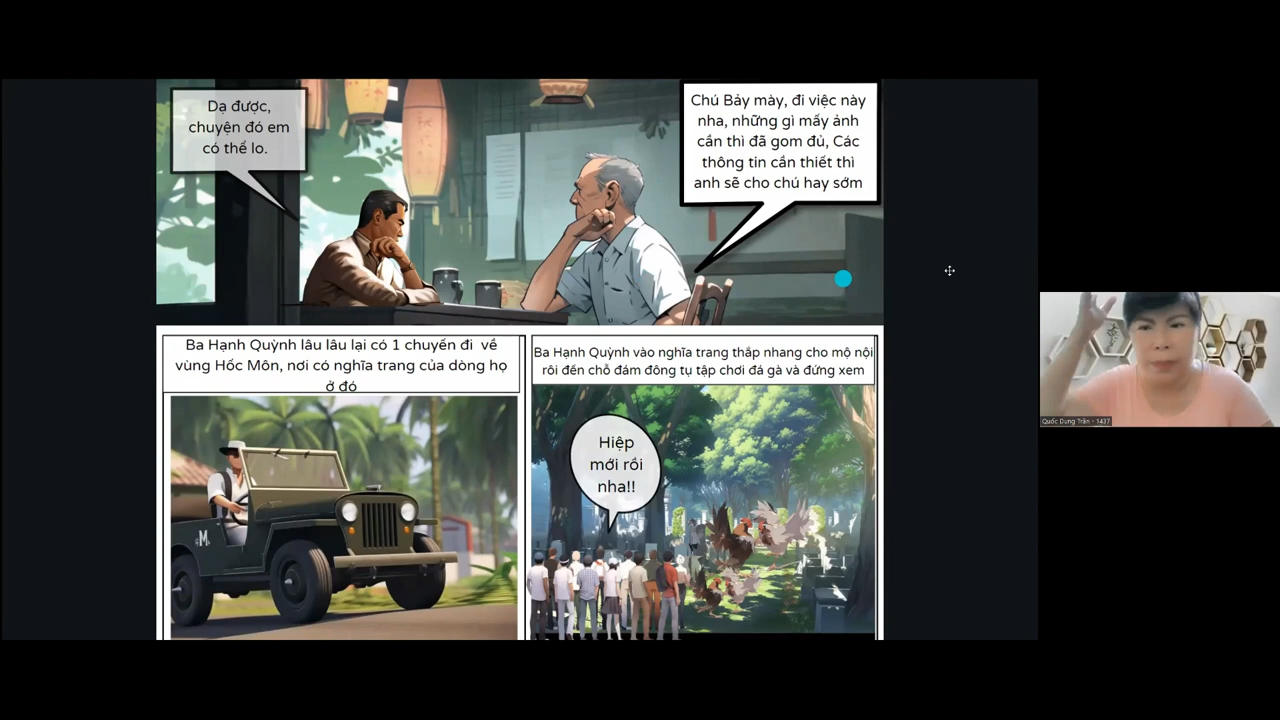 Dạ được,
chuyện đó em
có thể lo.
Chú Bảy mày, đi việc này
nha, những gì mấy ảnh
cần thì đã gom đủ, Các
thông tin cần thiết thì
anh sẽ cho chú hay sớm
Ba Hạnh Quỳnh lâu lâu lại có 1 chuyến đi về
vùng Hốc Môn, nơi có nghĩa trang của dòng họ
ở đó
Ba Hạnh Quỳnh vào nghĩa trang thắp nhang cho mộ nội
rồi đến chỗ đám đông tụ tập chơi đá gà và đứng xem
Hiệp
mới rồi
nha!!
M
Quốc Dung Trần - 1437